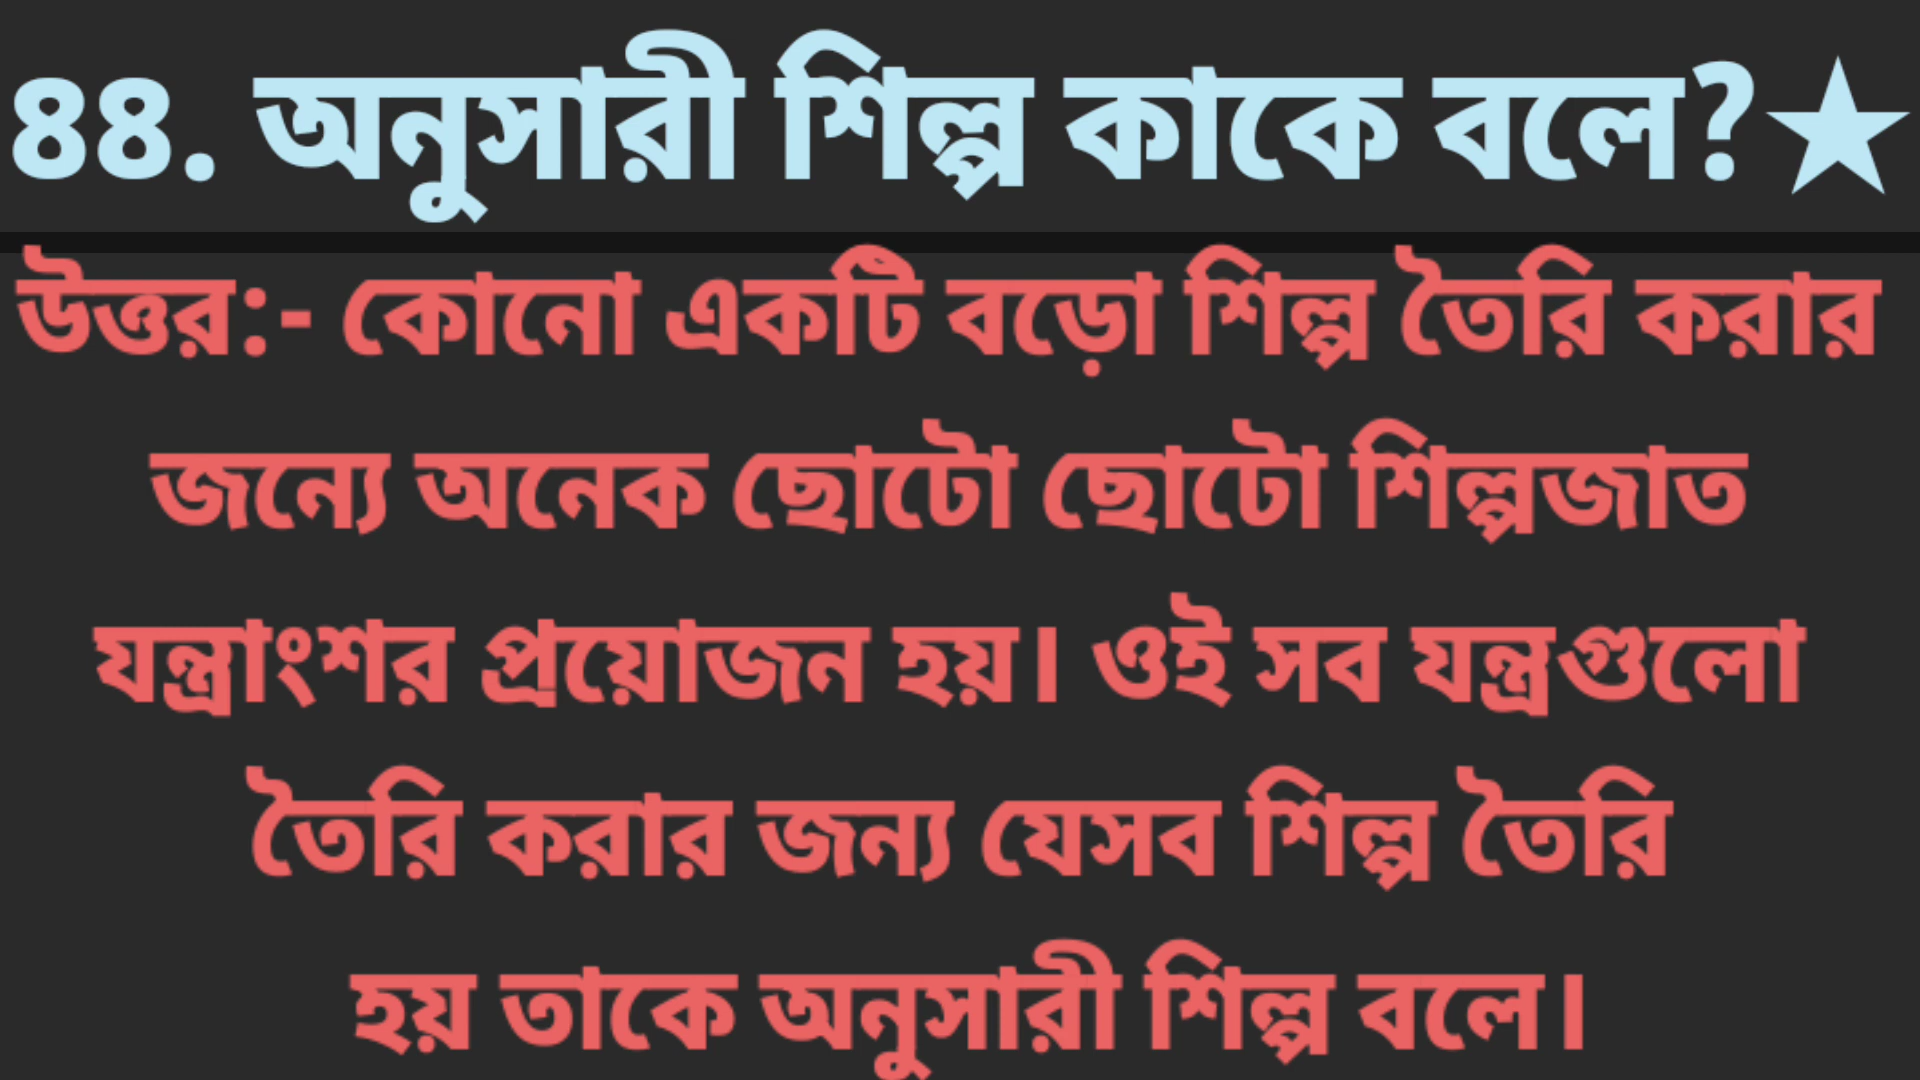 ৪৪. অনুসারী শিল্প কাকে বলে?★
উত্তর:- কোনো একটি বড়ো শিল্প তৈরি করার
জন্যে অনেক ছোটো ছোটো শিল্পজাত
যন্ত্রাংশর প্রয়োজন হয়। ওই সব যন্ত্রগুলো
তৈরি করার জন্য যেসব শিল্প তৈরি
হয় তাকে অনুসারী শিল্প বলে।